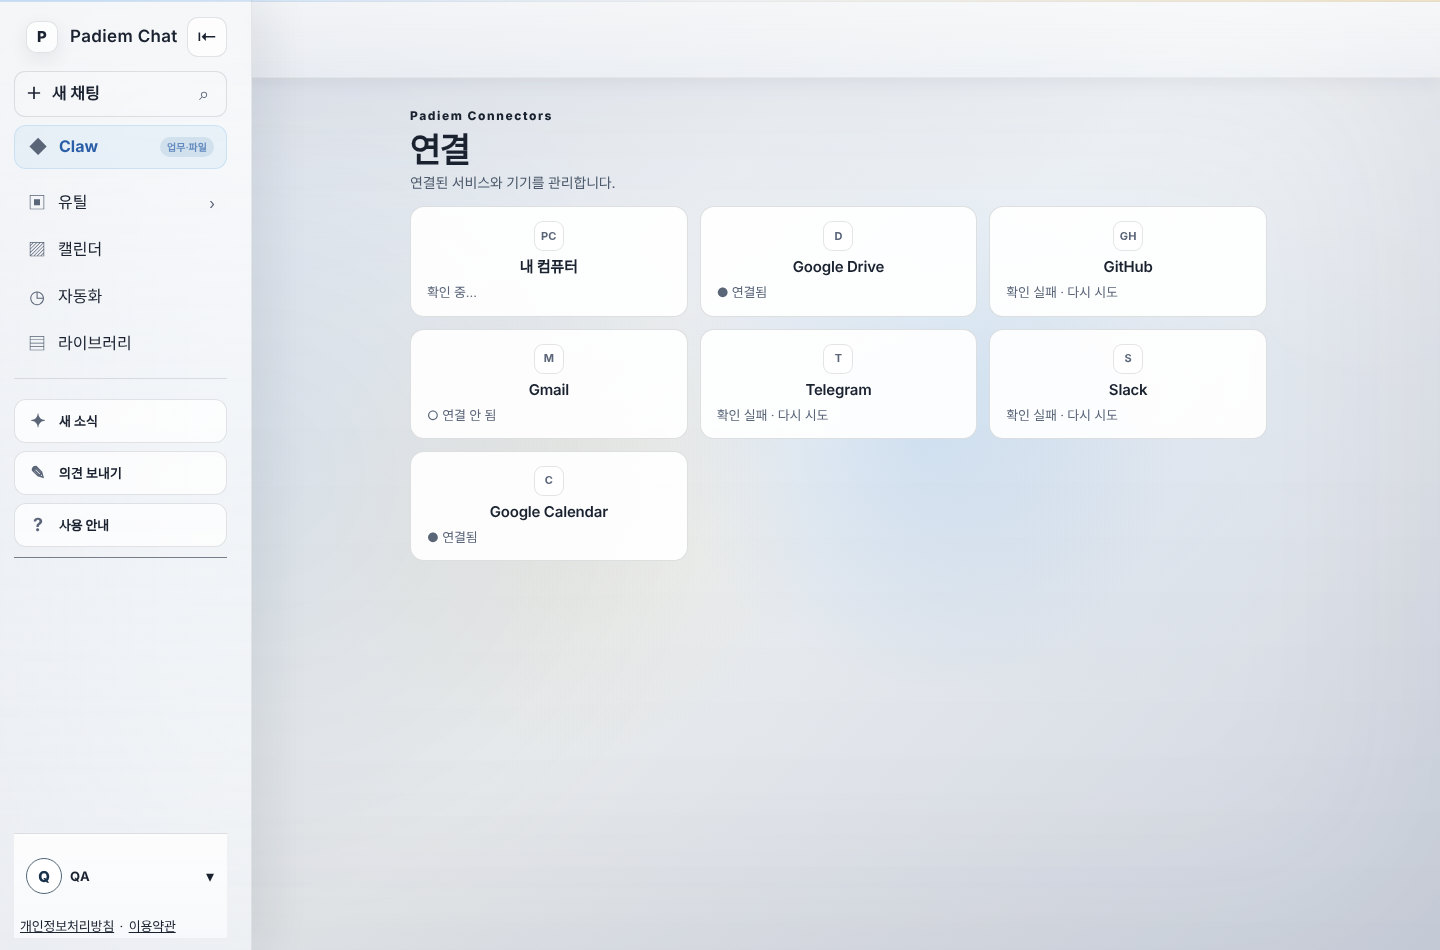 P Padiem Chat
+ 새 채팅
Claw 업무·파일
유틸 ›
캘린더
자동화
라이브러리
새 소식
의견 보내기
? 사용 안내
Q QA ▼
개인정보처리방침 · 이용약관
Padiem Connectors
연결
연결된 서비스와 기기를 관리합니다.
PC
내 컴퓨터
확인 중...
D
Google Drive
● 연결됨
GH
GitHub
확인 실패 · 다시 시도
M
Gmail
○ 연결 안 됨
T
Telegram
확인 실패 · 다시 시도
S
Slack
확인 실패 · 다시 시도
C
Google Calendar
● 연결됨